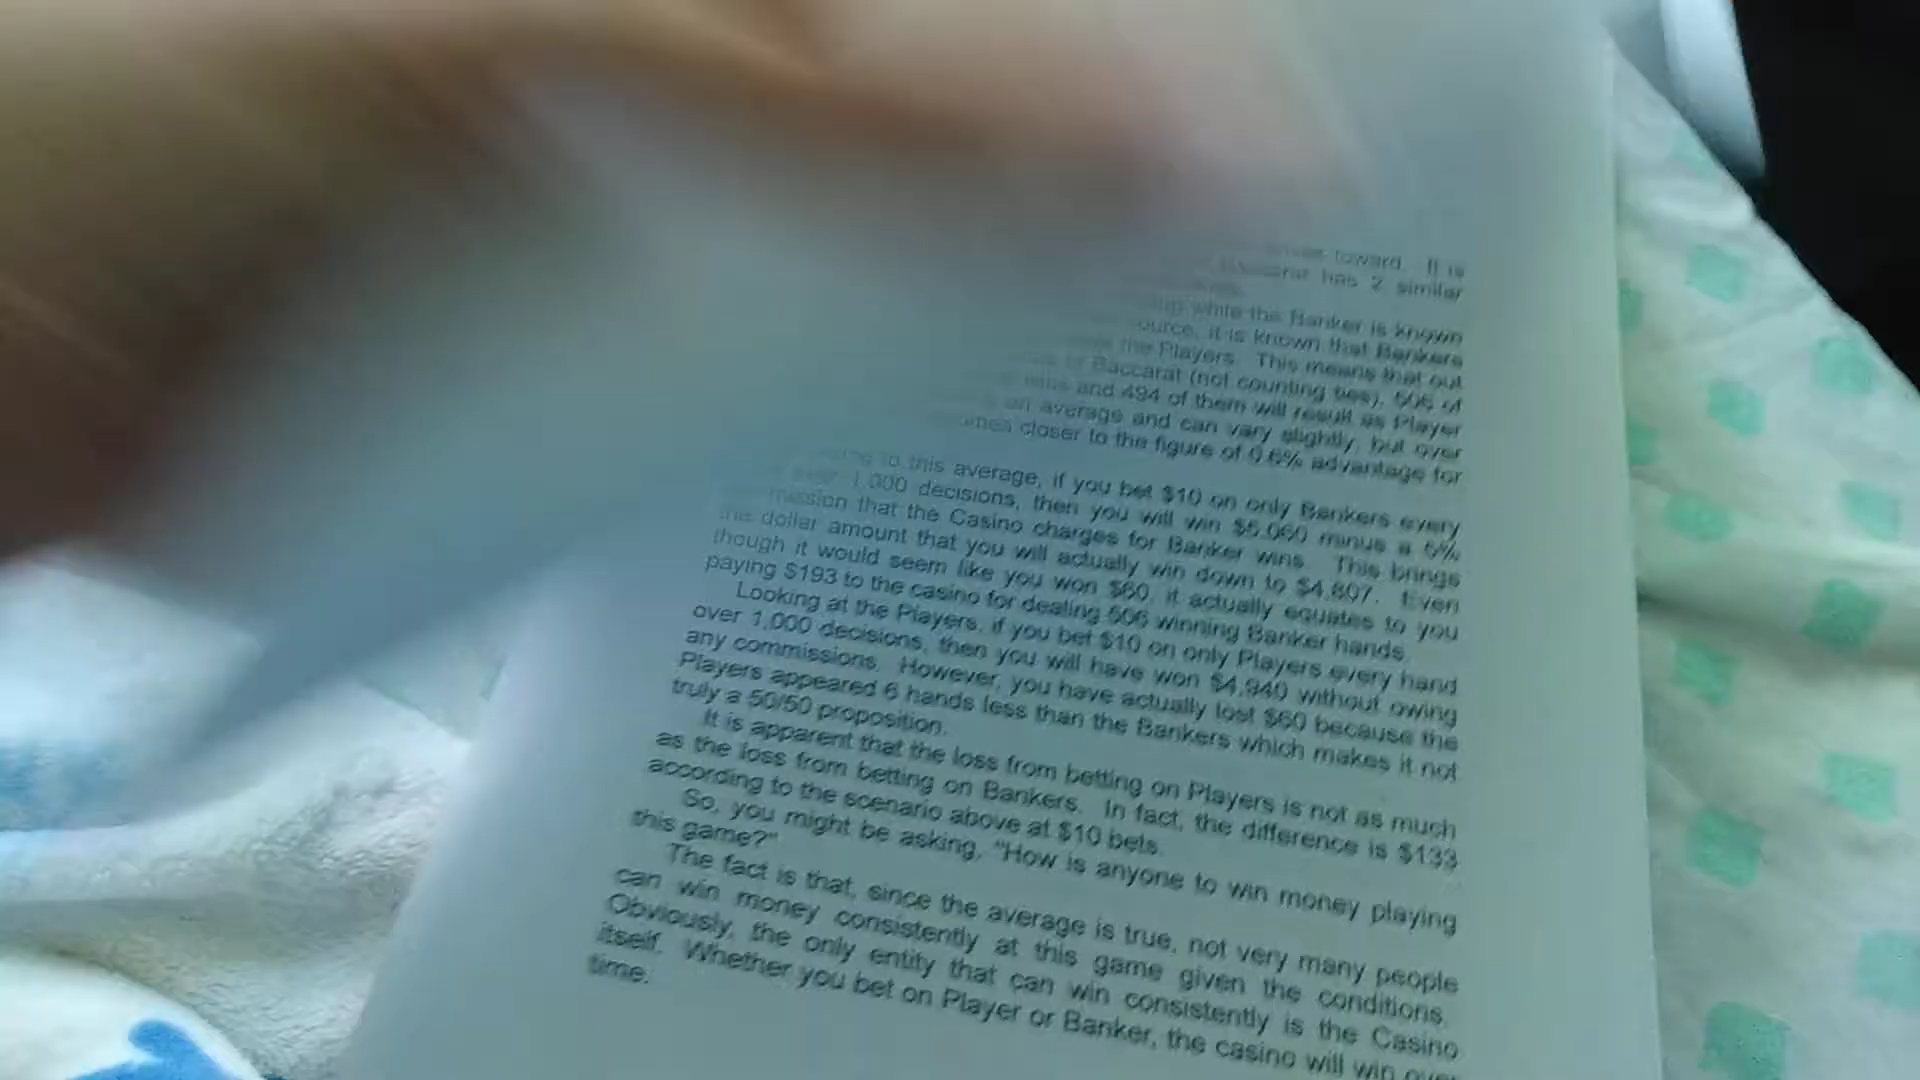 toward. It is
has 2 similar
while the Banker is known
it is known that Bankers
the Players. This means that out
Baccarat (not counting ties), 506 of
and 494 of them will result as Player
average and can vary slightly, but over
closer to the figure of 0.6% advantage for
to this average, if you bet $10 on only Bankers every
1,000 decisions, then you will win $5,060 minus a 5%
that the Casino charges for Banker wins. This brings
dollar amount that you will actually win down to $4,807. Even
though it would seem like you won $60, it actually equates to you
paying $193 to the casino for dealing 506 winning Banker hands.
Looking at the Players, if you bet $10 on only Players every hand
over 1,000 decisions, then you will have won $4,940 without owing
any commissions. However, you have actually lost $60 because the
Players appeared 6 hands less than the Bankers which makes it not
truly a 50/50 proposition.
It is apparent that the loss from betting on Players is not as much
as the loss from betting on Bankers. In fact, the difference is $133
according to the scenario above at $10 bets.
So, you might be asking, "How is anyone to win money playing
this game?"
The fact is that, since the average is true, not very many people
can win money consistently at this game given the conditions.
Obviously, the only entity that can win consistently is the Casino
itself. Whether you bet on Player or Banker, the casino will win over
time.